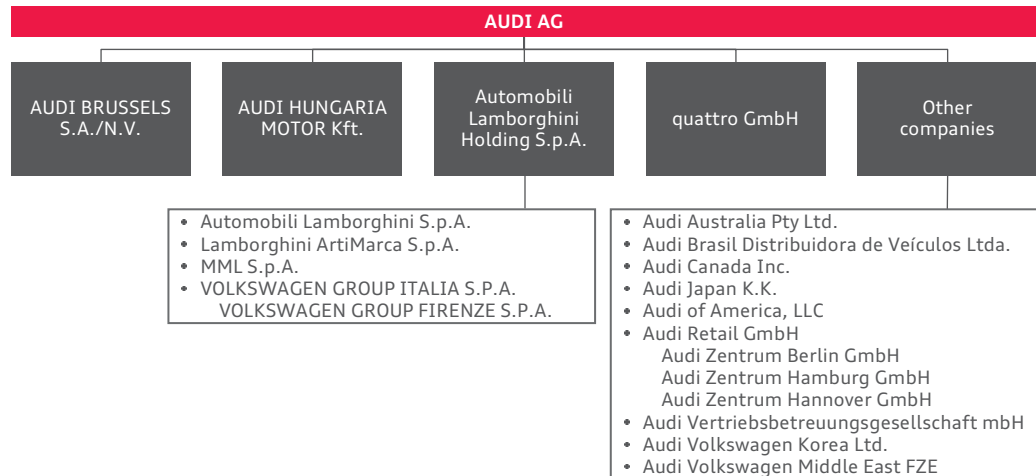 AUDI AG
AUDI BRUSSELS
S.A./N.V.
AUDI HUNGARIA
MOTOR Kft.
Automobili
Lamborghini
Holding S.p.A.
quattro GmbH
Other
companies
• Automobili Lamborghini S.p.A.
• Lamborghini ArtiMarca S.p.A.
• MML S.p.A.
• VOLKSWAGEN GROUP ITALIA S.P.A.
VOLKSWAGEN GROUP FIRENZE S.P.A.
• Audi Australia Pty Ltd.
• Audi Brasil Distribuidora de Veículos Ltda.
• Audi Canada Inc.
• Audi Japan K.K.
• Audi of America, LLC
• Audi Retail GmbH
Audi Zentrum Berlin GmbH
Audi Zentrum Hamburg GmbH
Audi Zentrum Hannover GmbH
• Audi Vertriebsbetreuungsgesellschaft mbH
• Audi Volkswagen Korea Ltd.
• Audi Volkswagen Middle East FZE